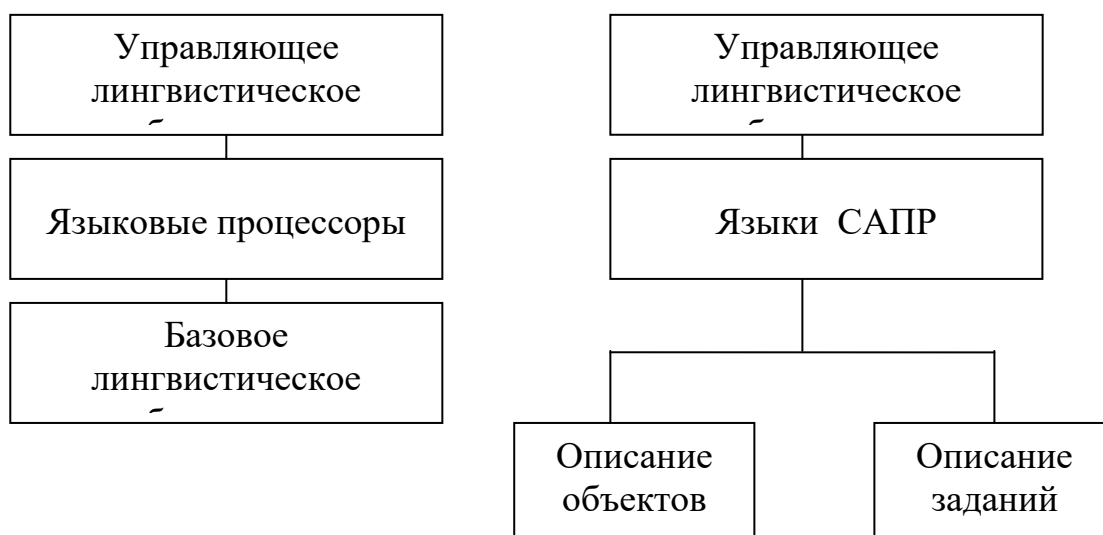 Управляющее
лингвистическое
Управляющее
лингвистическое
Языковые процессоры
Языки САПР
Базовое
лингвистическое
Описание
объектов
Описание
заданий